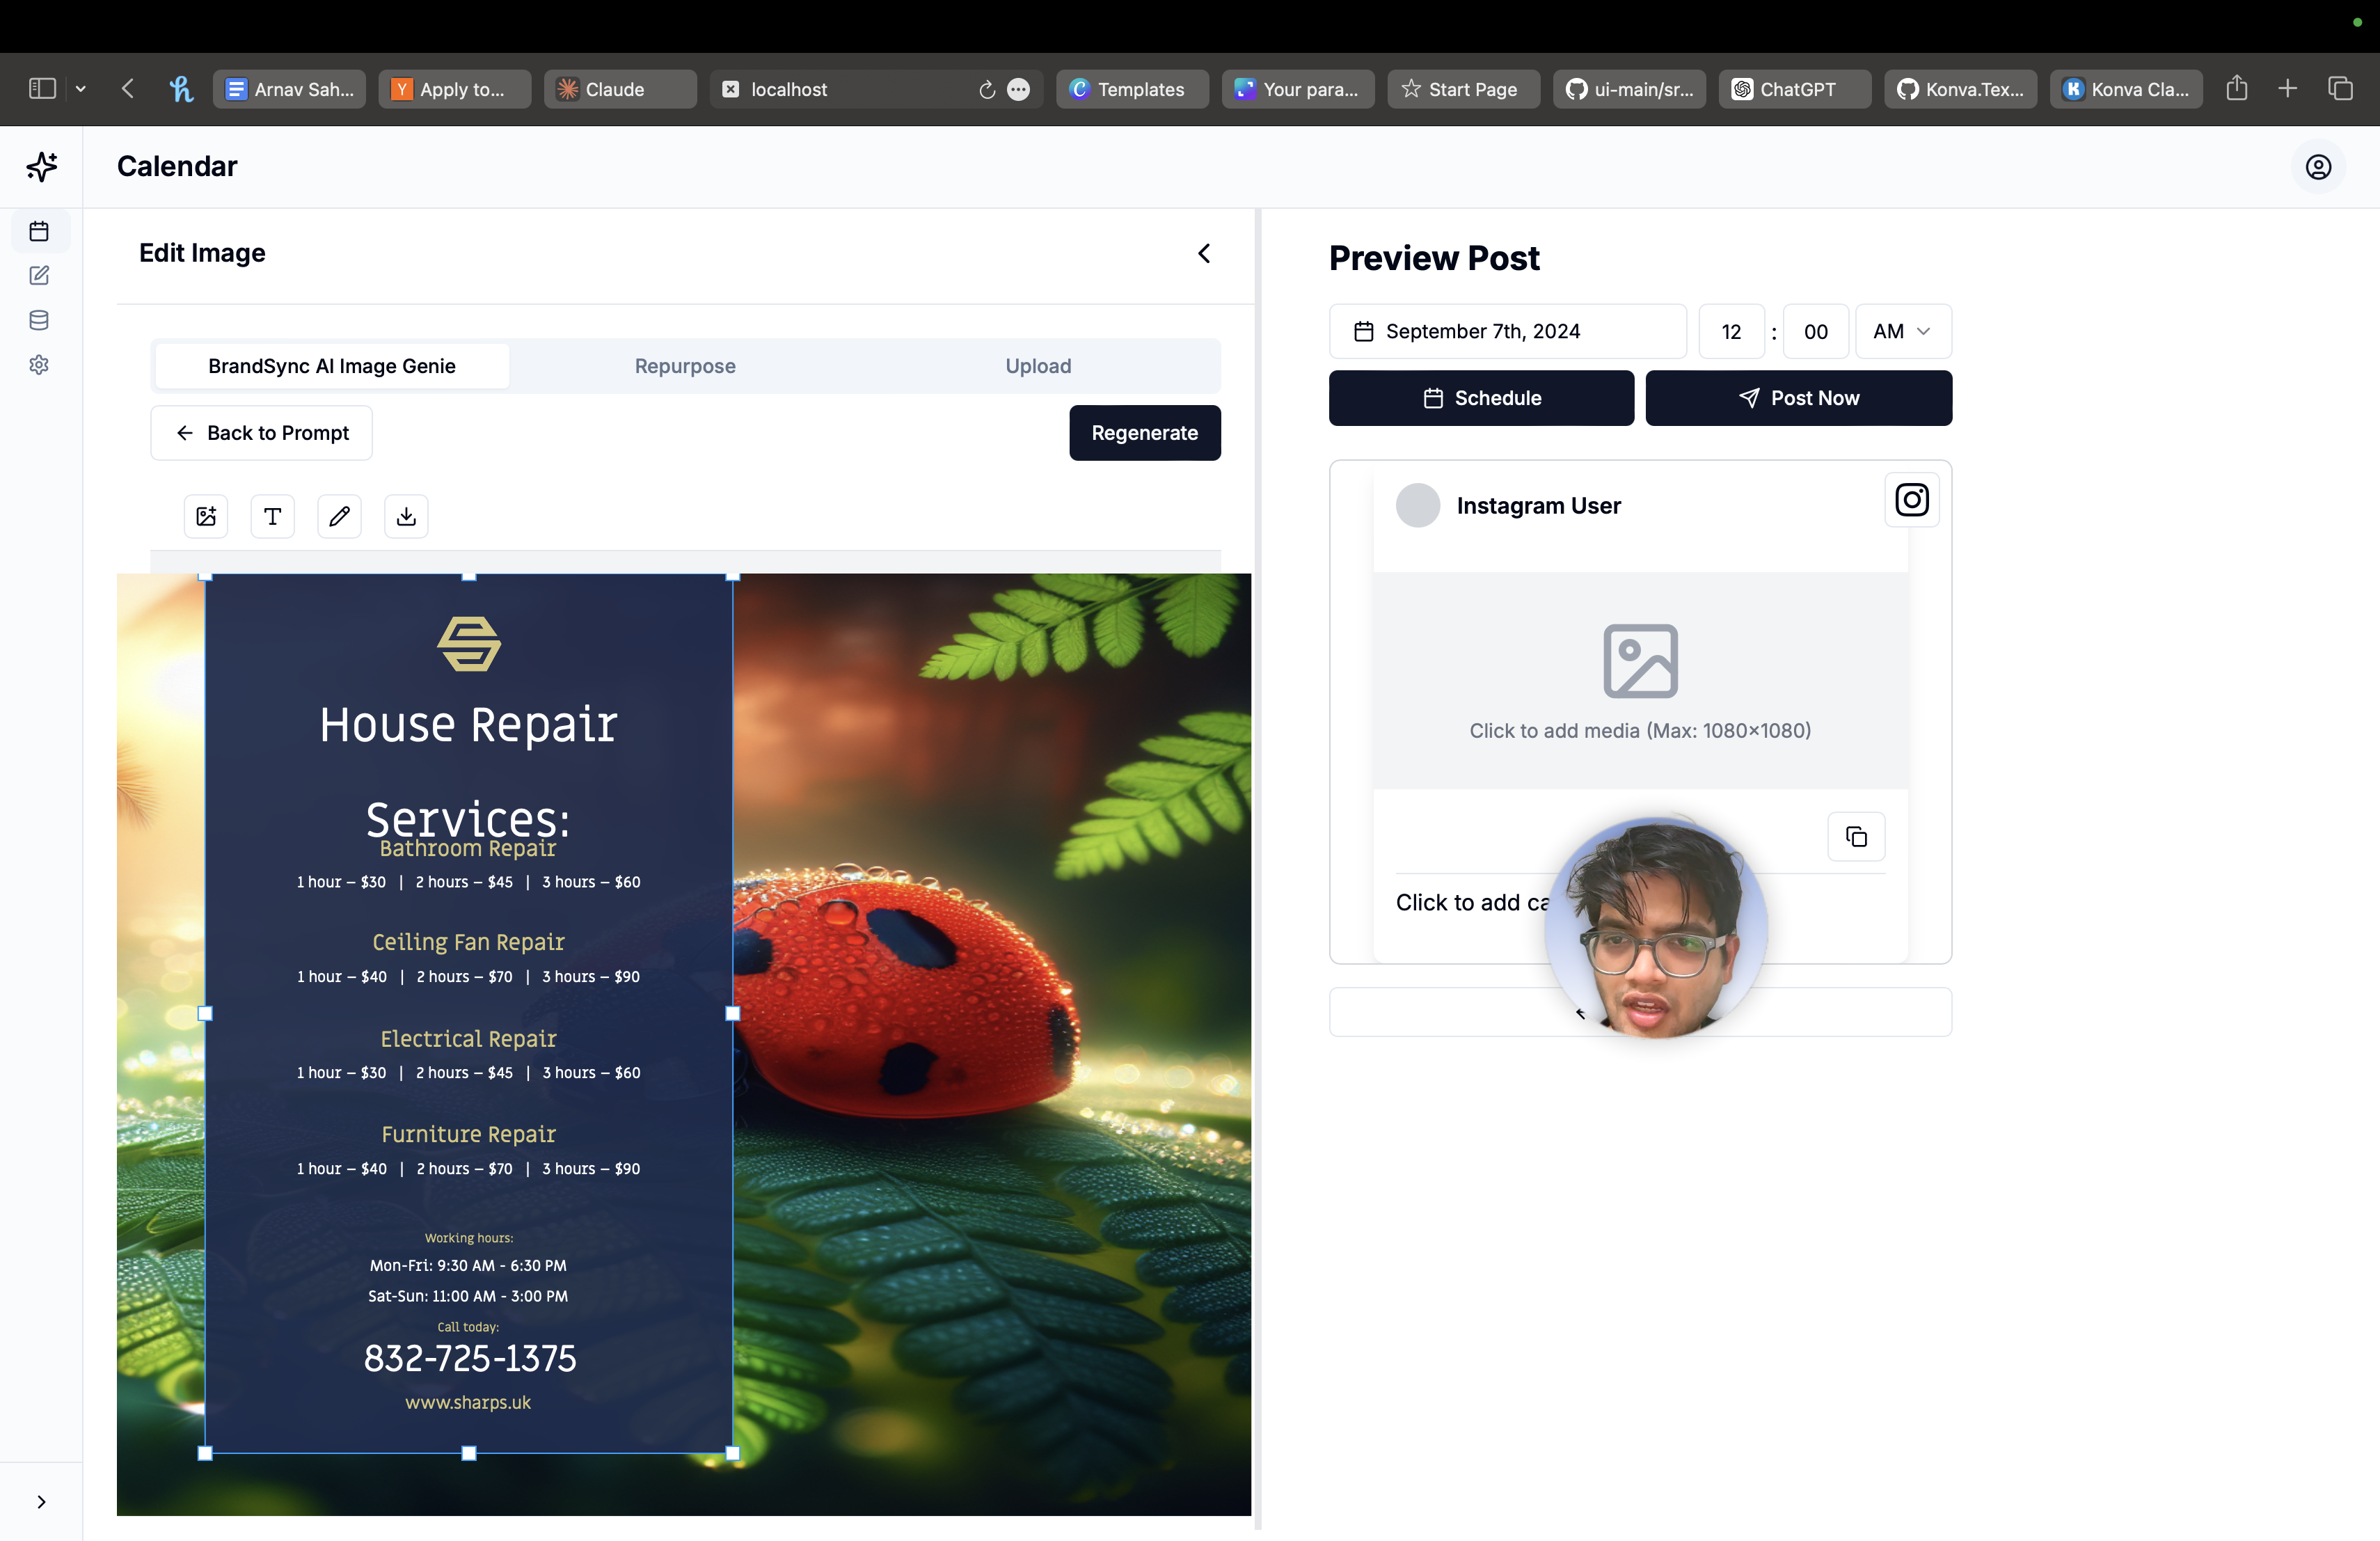 Arnav Sah...
Apply to...
Claude
localhost
Templates
Your para...
Start Page
ui-main/sr...
ChatGPT
Konva.Tex...
Konva Cla...
Calendar
Edit Image
BrandSync AI Image Genie
Repurpose
Upload
Back to Prompt
Regenerate
House Repair
Services:
Bathroom Repair
1 hour – $30 | 2 hours – $45 | 3 hours – $60
Ceiling Fan Repair
1 hour – $40 | 2 hours – $70 | 3 hours – $90
Electrical Repair
1 hour – $30 | 2 hours – $45 | 3 hours – $60
Furniture Repair
1 hour – $40 | 2 hours – $70 | 3 hours – $90
Working hours:
Mon-Fri: 9:30 AM - 6:30 PM
Sat-Sun: 11:00 AM - 3:00 PM
Call today:
832-725-1375
www.sharps.uk
Preview Post
September 7th, 2024
12 : 00 AM
Schedule
Post Now
Instagram User
Click to add media (Max: 1080×1080)
Click to add ca